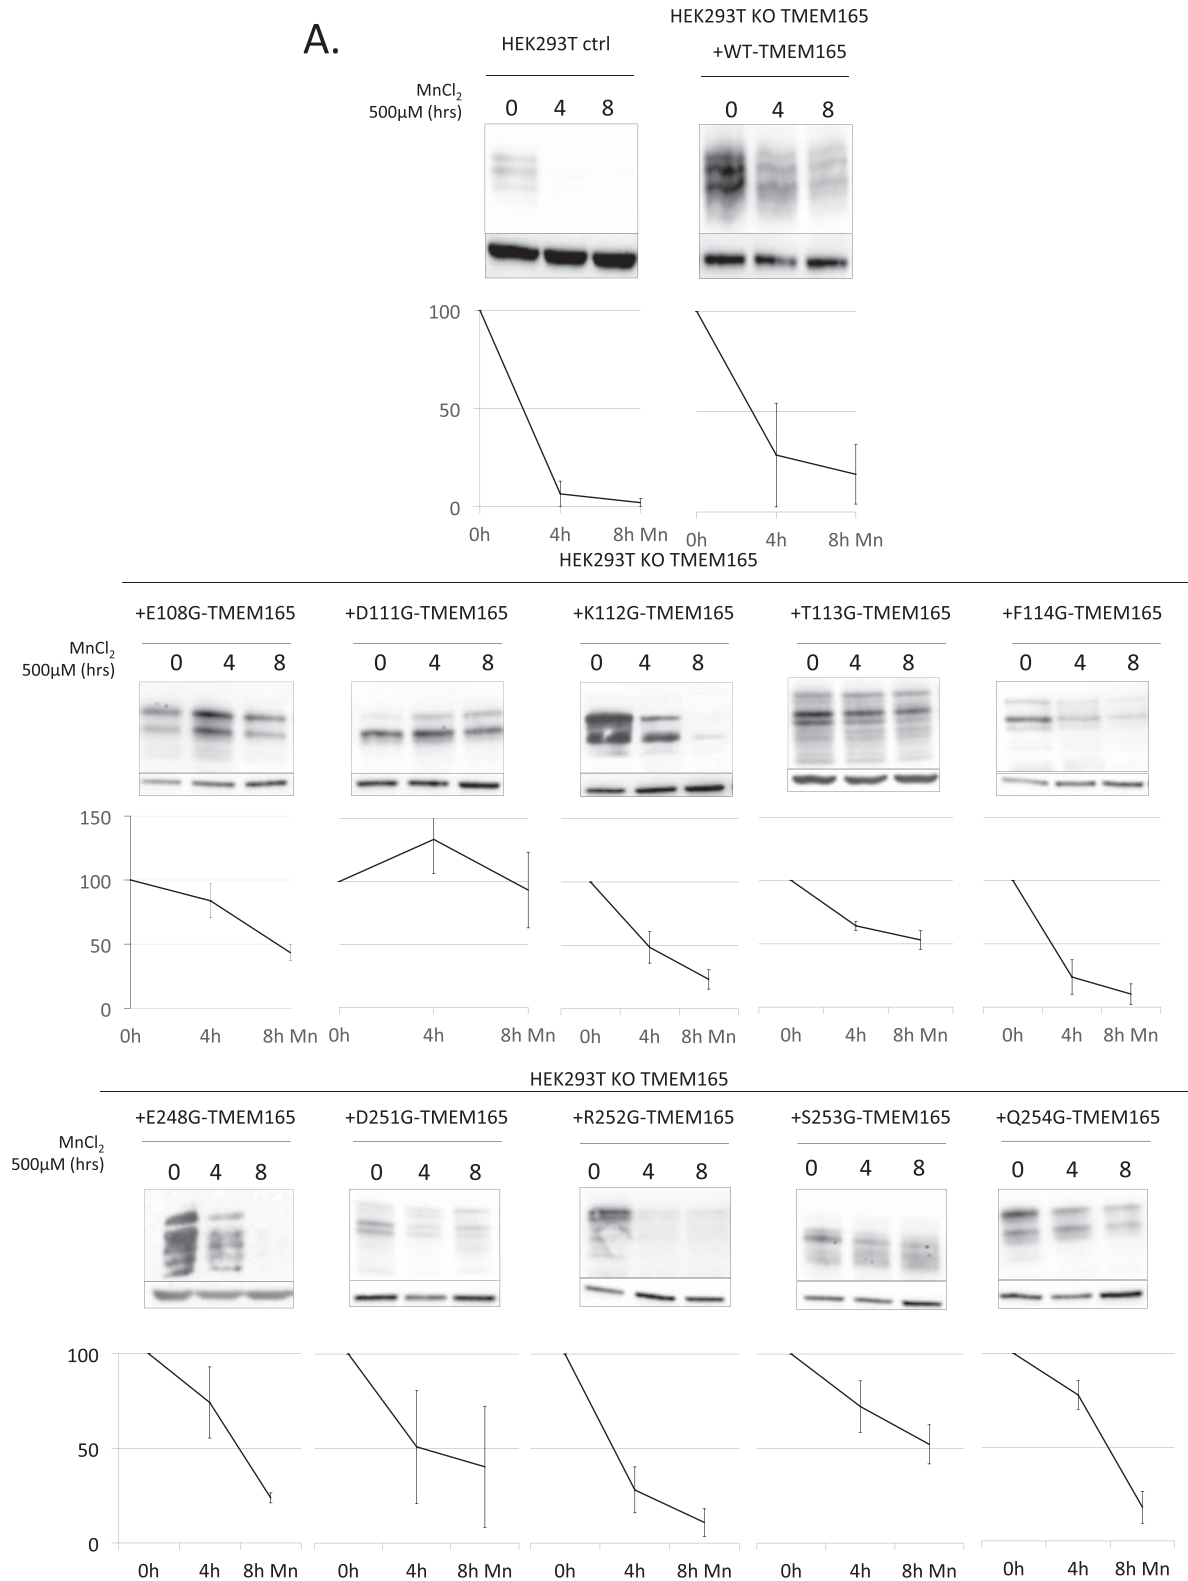 A.
HEK293T KO TMEM165
HEK293T ctrl
+WT-TMEM165
MnCl2
500µM (hrs)
0 4 8
0 4 8
100
50
0
0h 4h 8h Mn
0h 4h 8h Mn
HEK293T KO TMEM165
+E108G-TMEM165 +D111G-TMEM165 +K112G-TMEM165 +T113G-TMEM165 +F114G-TMEM165
MnCl2
500µM (hrs)
0 4 8 0 4 8 0 4 8 0 4 8 0 4 8
150
100
50
0
0h 4h 8h Mn 0h 4h 8h Mn 0h 4h 8h Mn 0h 4h 8h Mn 0h 4h 8h Mn
HEK293T KO TMEM165
+E248G-TMEM165 +D251G-TMEM165 +R252G-TMEM165 +S253G-TMEM165 +Q254G-TMEM165
MnCl2
500µM (hrs)
0 4 8 0 4 8 0 4 8 0 4 8 0 4 8
100
50
0
0h 4h 8h Mn 0h 4h 8h Mn 0h 4h 8h Mn 0h 4h 8h Mn 0h 4h 8h Mn